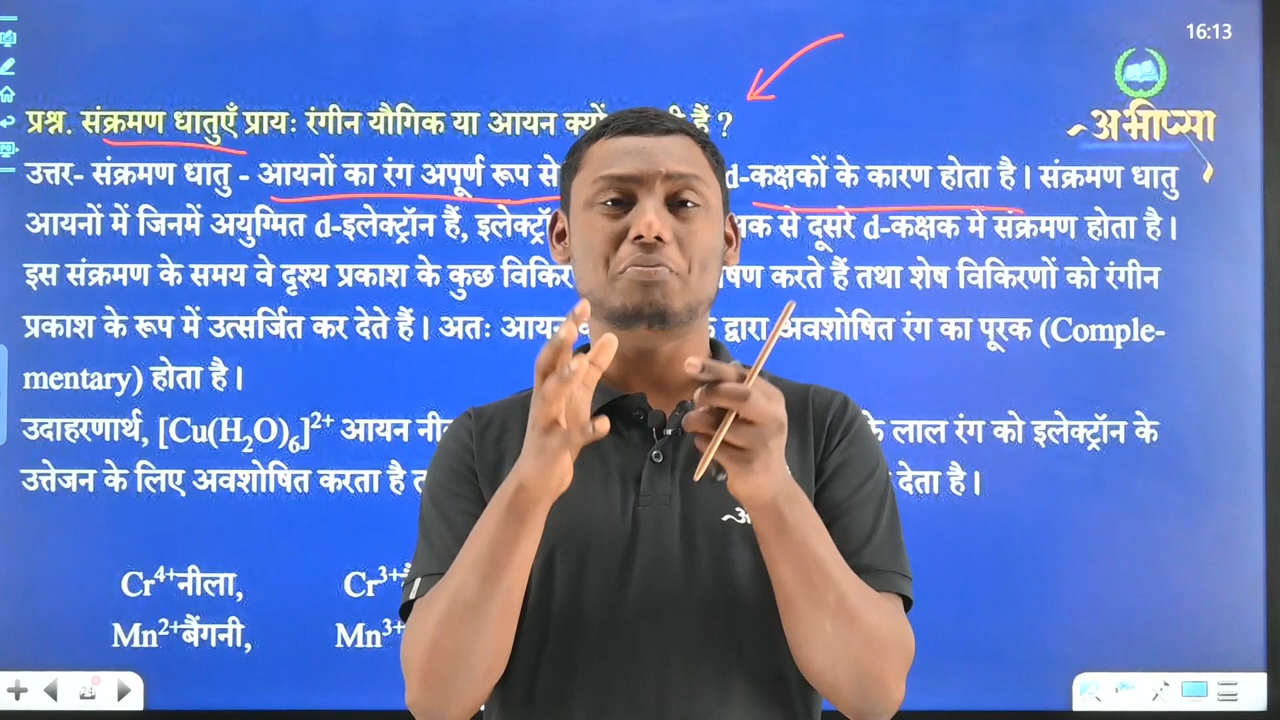 16:13
अभीप्सा
प्रश्न. संक्रमण धातुएँ प्रायः रंगीन यौगिक या आयन हैं ?
उत्तर- संक्रमण धातु - आयनों का रंग अपूर्ण रूप से d-कक्षकों के कारण होता है। संक्रमण धातु
आयनों में जिनमें अयुग्मित d-इलेक्ट्रॉन हैं, से दूसरे d-कक्षक में संक्रमण होता है।
इस संक्रमण के समय वे दृश्य प्रकाश के कुछ करते हैं तथा शेष विकिरणों को रंगीन
प्रकाश के रूप में उत्सर्जित कर देते हैं। अतः द्वारा अवशोषित रंग का पूरक (Comple-
mentary) होता है।
उदाहरणार्थ, [Cu(H₂O)₆]²⁺ आयन लाल रंग को इलेक्ट्रॉन के
उत्तेजन के लिए अवशोषित करता है देता है।
Cr⁴⁺नीला, Cr³⁺
Mn²⁺बैंगनी, Mn³⁺